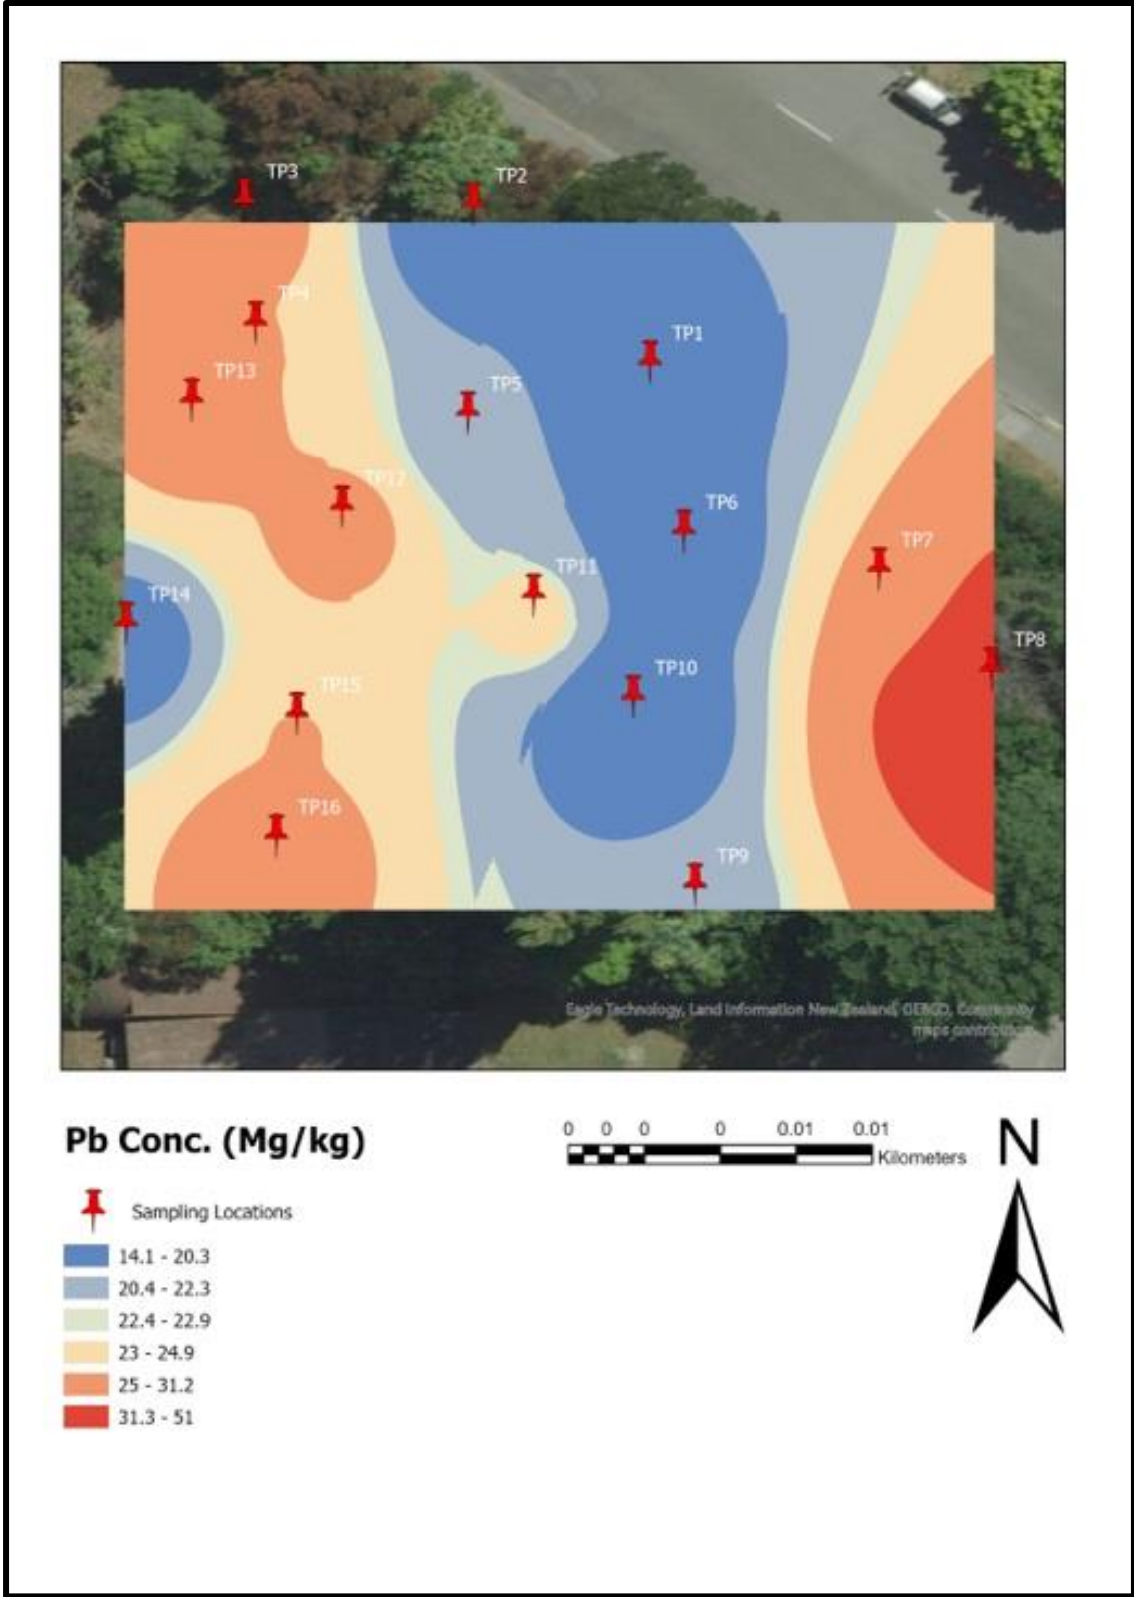 TP3
TP2
TP4
TP1
TP13
TP5
TP12
TP6
TP7
TP11
TP14
TP8
TP10
TP15
TP16
TP9
Eagle Technology, Land Information New Zealand, GEBCO, Community
maps contributors
Pb Conc. (Mg/kg)
0 0 0 0 0.01 0.01
Kilometers
N
Sampling Locations
14.1 - 20.3
20.4 - 22.3
22.4 - 22.9
23 - 24.9
25 - 31.2
31.3 - 51